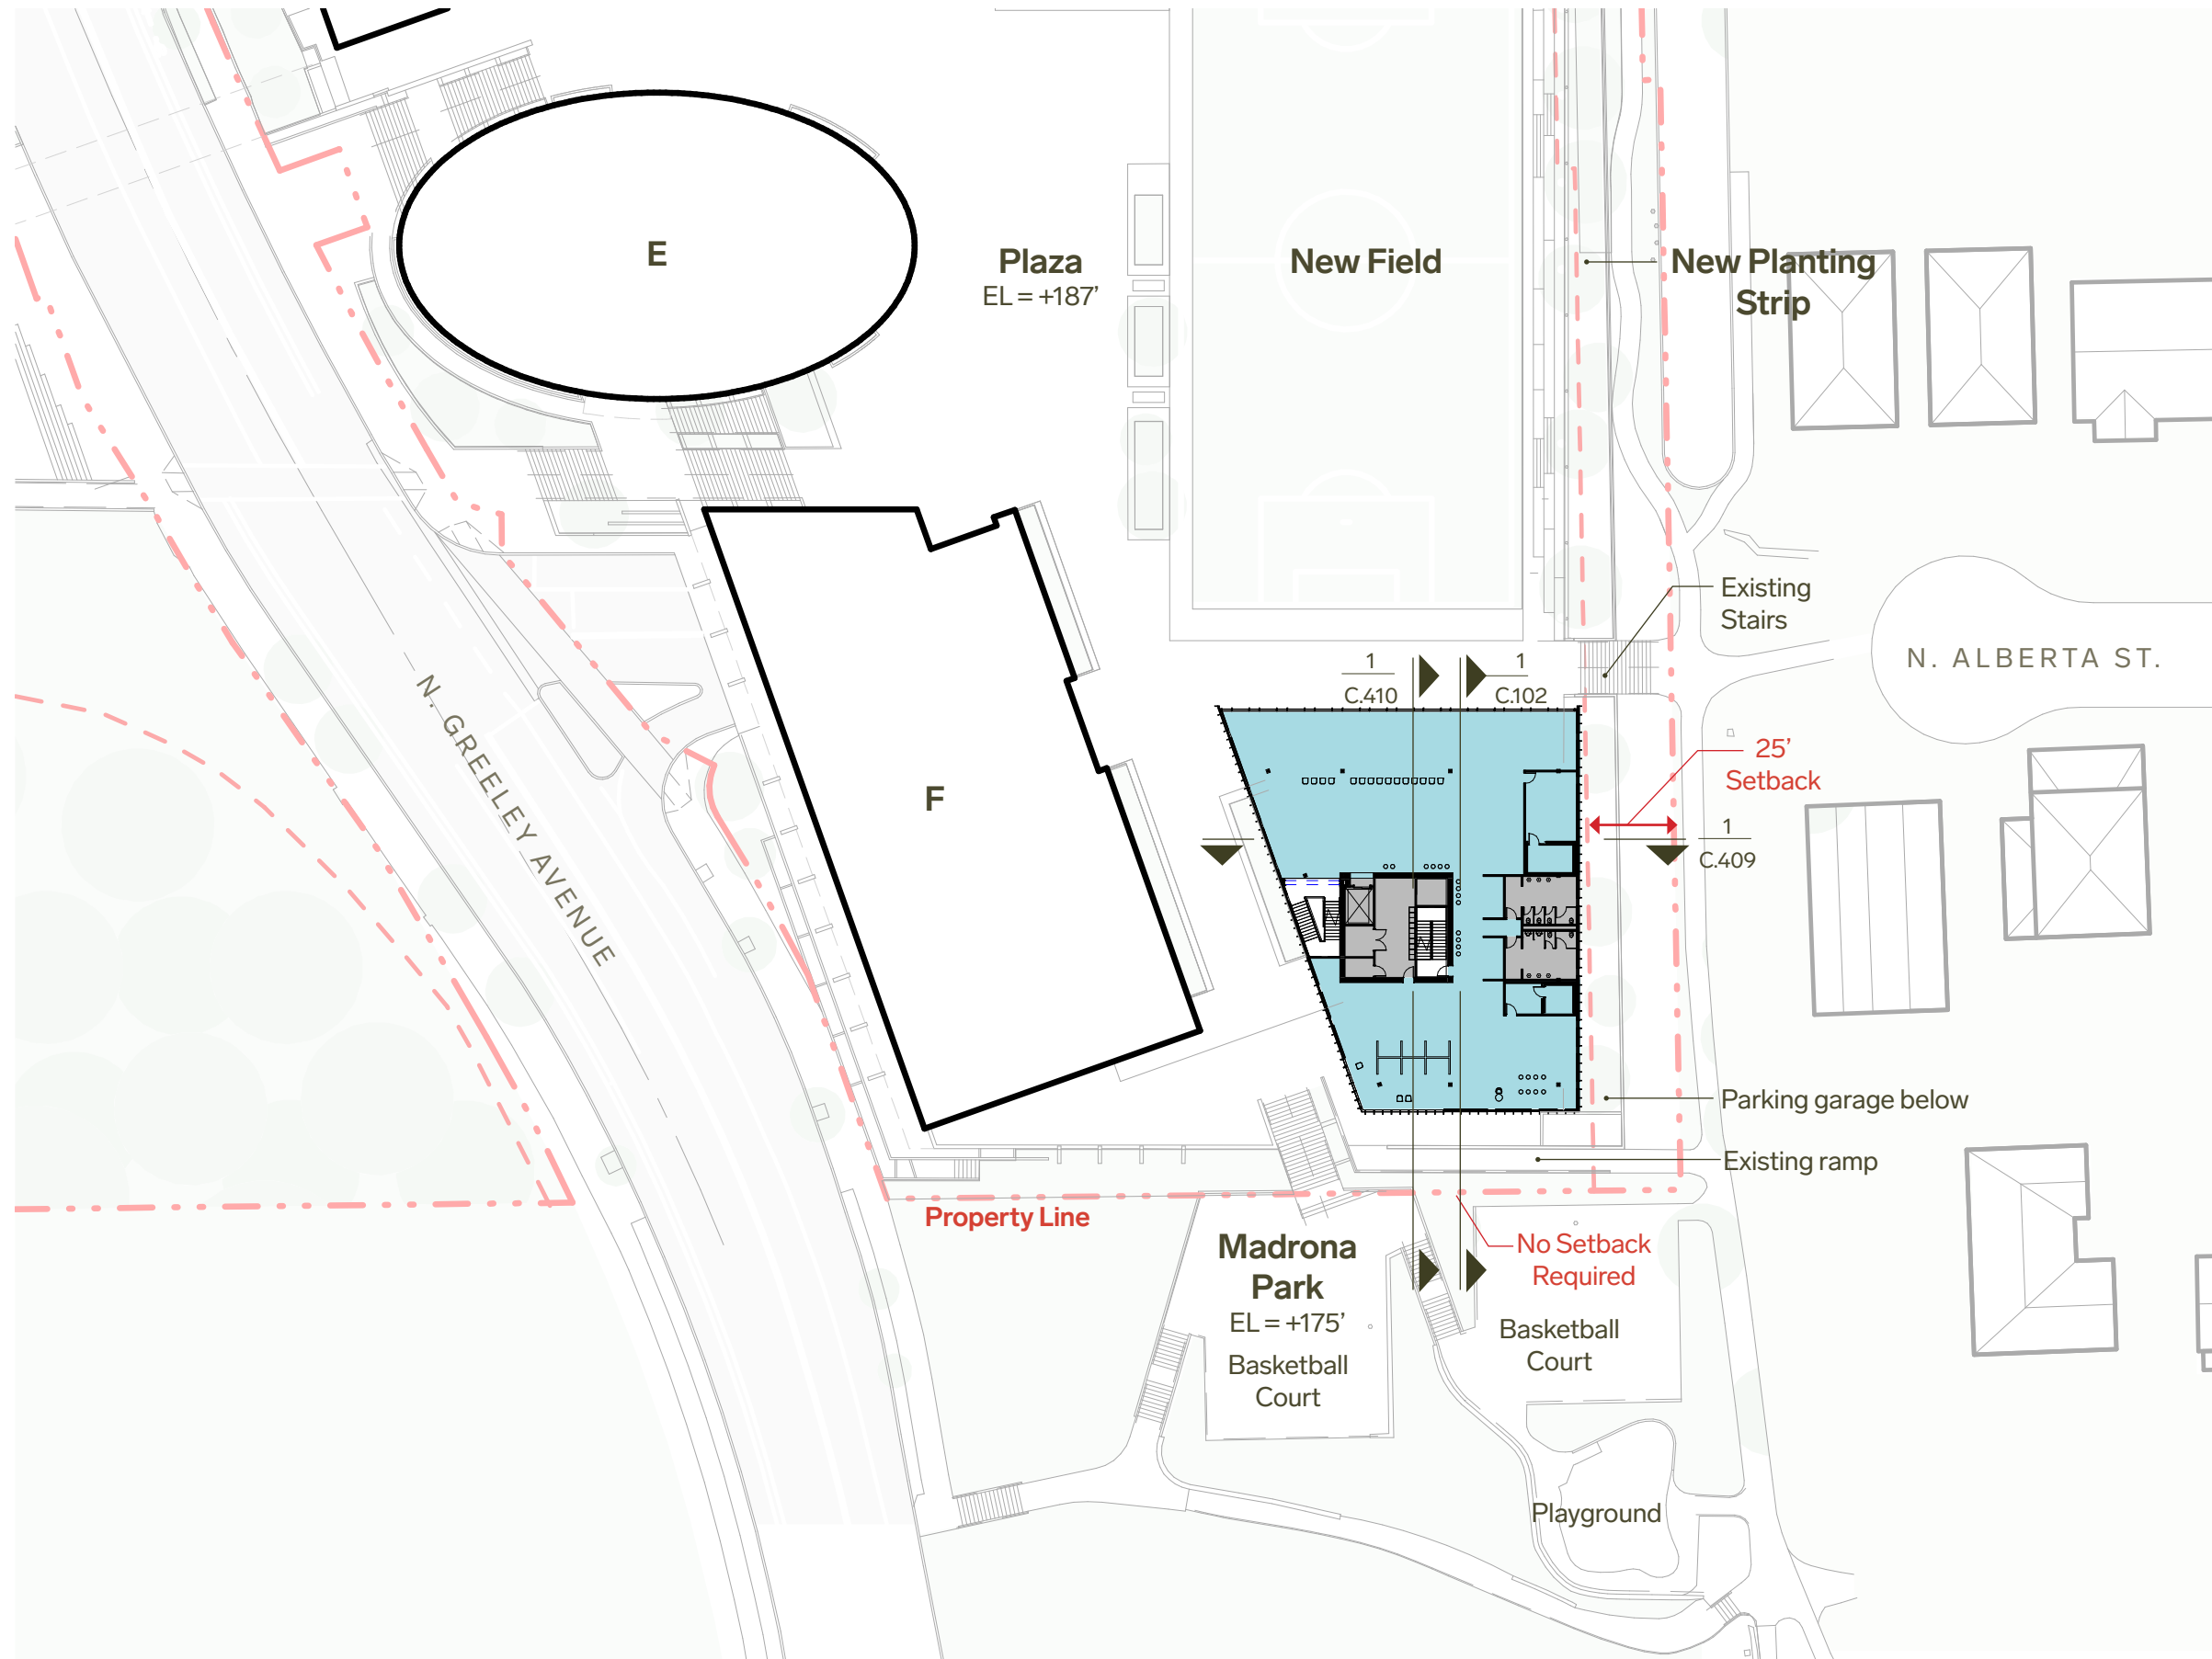 E
Plaza
EL = +187’
New Field
New Planting
Strip
Existing
Stairs
N. ALBERTA ST.
1
C.410
1
C.102
N. GREELEY AVENUE
F
25’
Setback
1
C.409
Parking garage below
Existing ramp
Property Line
Madrona
Park
EL = +175’
Basketball
Court
No Setback
Required
Basketball
Court
Playground